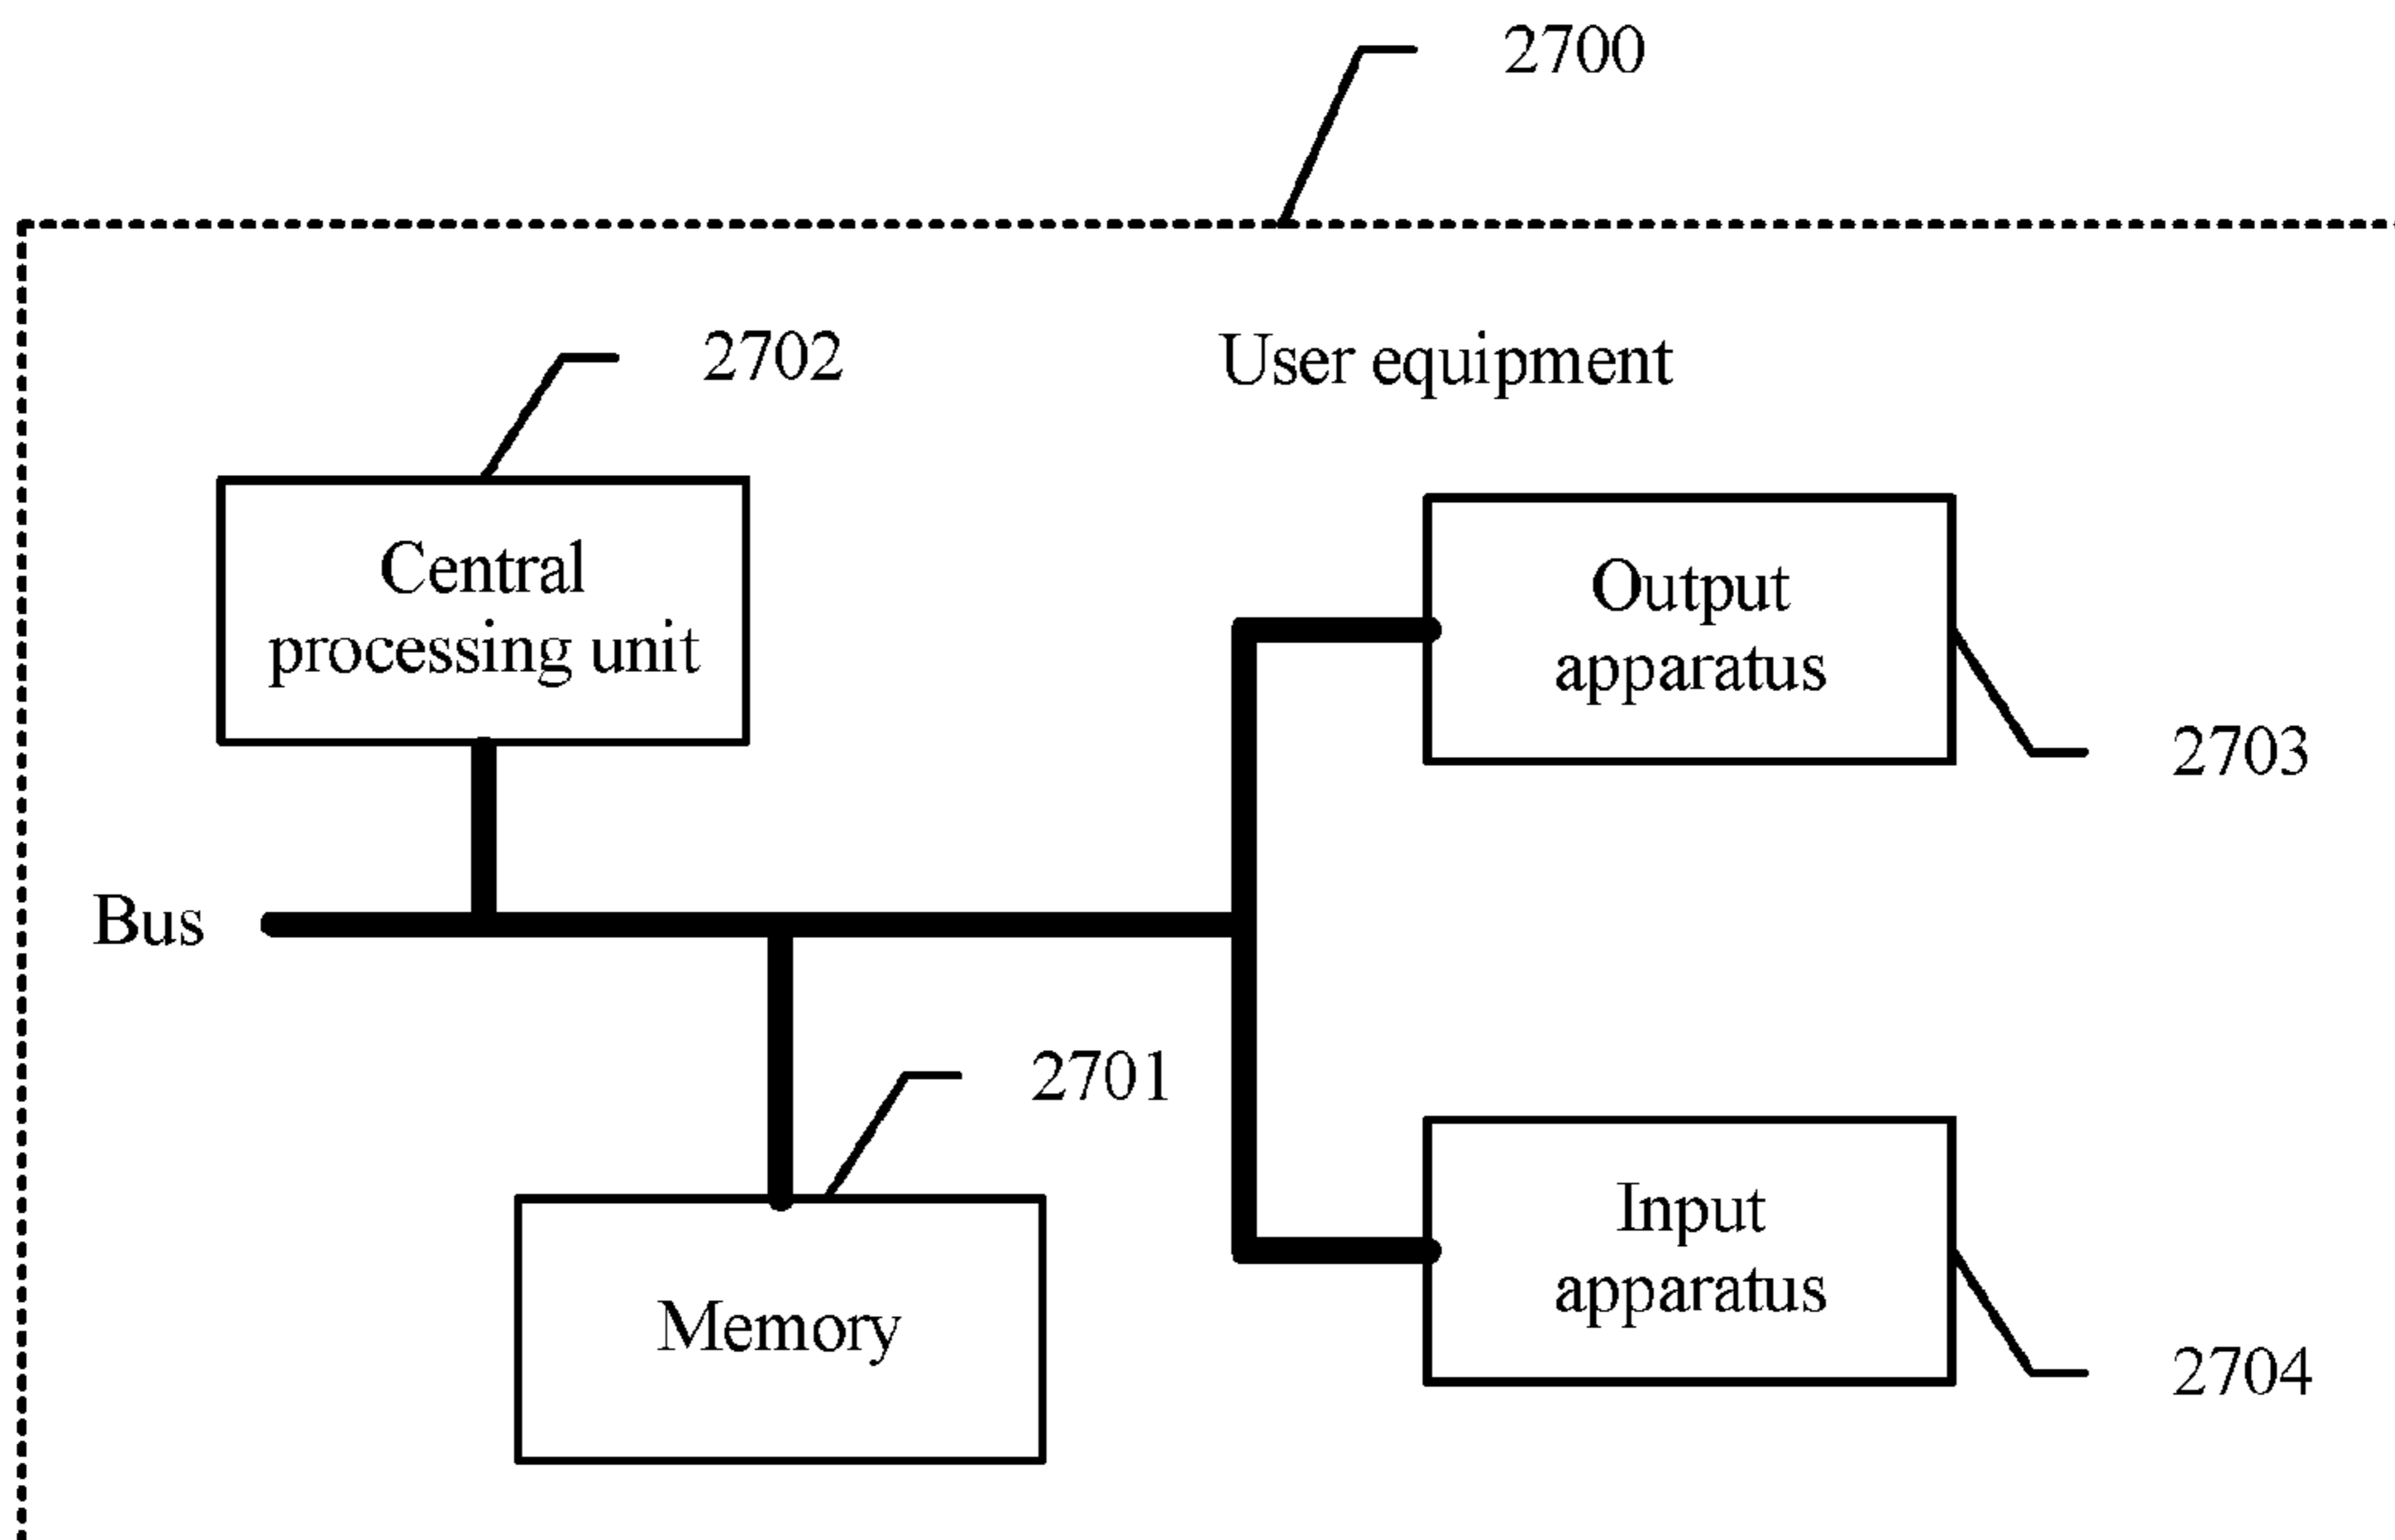 2700
2702
User equipment
Central
processing unit
Output
apparatus
2703
Bus
2701
Memory
Input
apparatus
2704